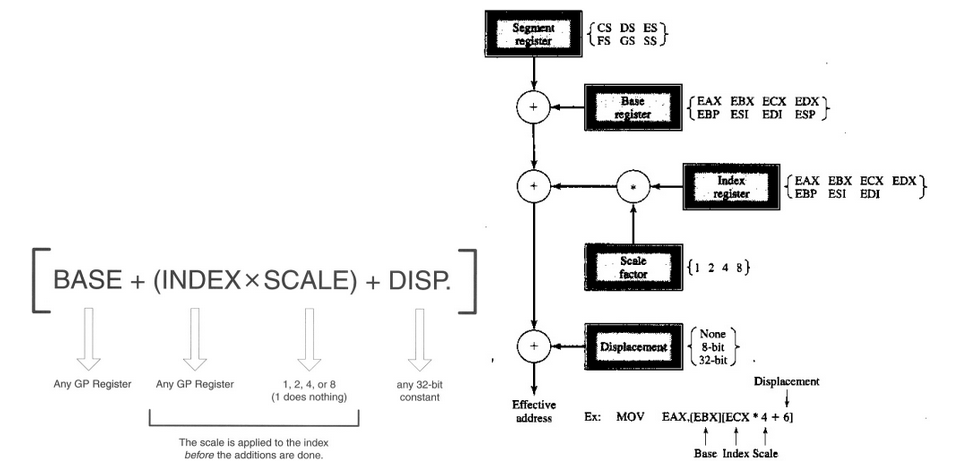 [BASE + (INDEX×SCALE) + DISP.]
Any GP Register
Any GP Register
1, 2, 4, or 8
(1 does nothing)
any 32-bit
constant
The scale is applied to the index
before the additions are done.
Segment
register
{CS DS ES
FS GS SS}
+
Base
register
{EAX EBX ECX EDX
EBP ESI EDI ESP}
+
*
Index
register
{EAX EBX ECX EDX
EBP ESI EDI}
Scale
factor
{1 2 4 8}
+
Displacement
{None
8-bit
32-bit}
Effective
address
Displacement
Ex: MOV EAX,[EBX][ECX * 4 + 6]
Base Index Scale